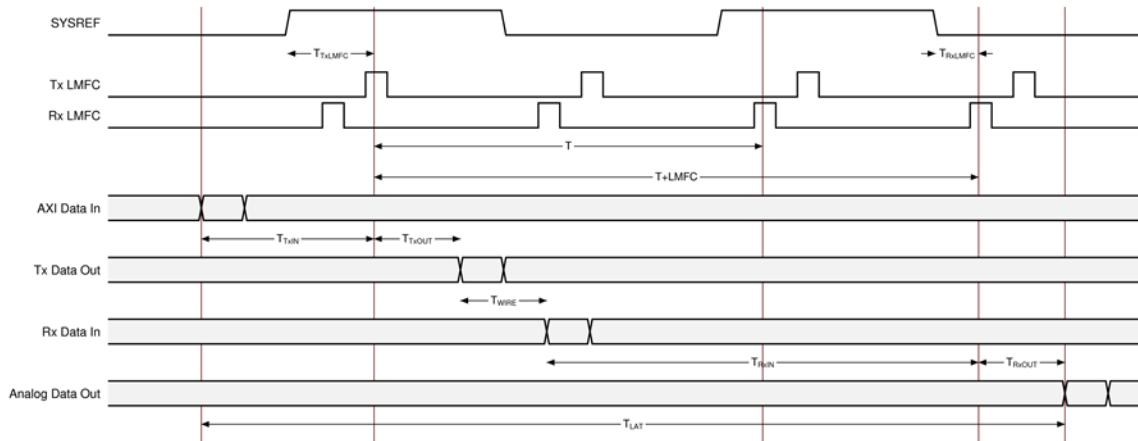 SYSREF
TTxLMFC TRxLMFC
Tx LMFC
Rx LMFC
T
T+LMFC
AXI Data In
TTxIN TTxOUT
Tx Data Out
TWIRE
Rx Data In
TRxIN TRxOUT
Analog Data Out
TLAT